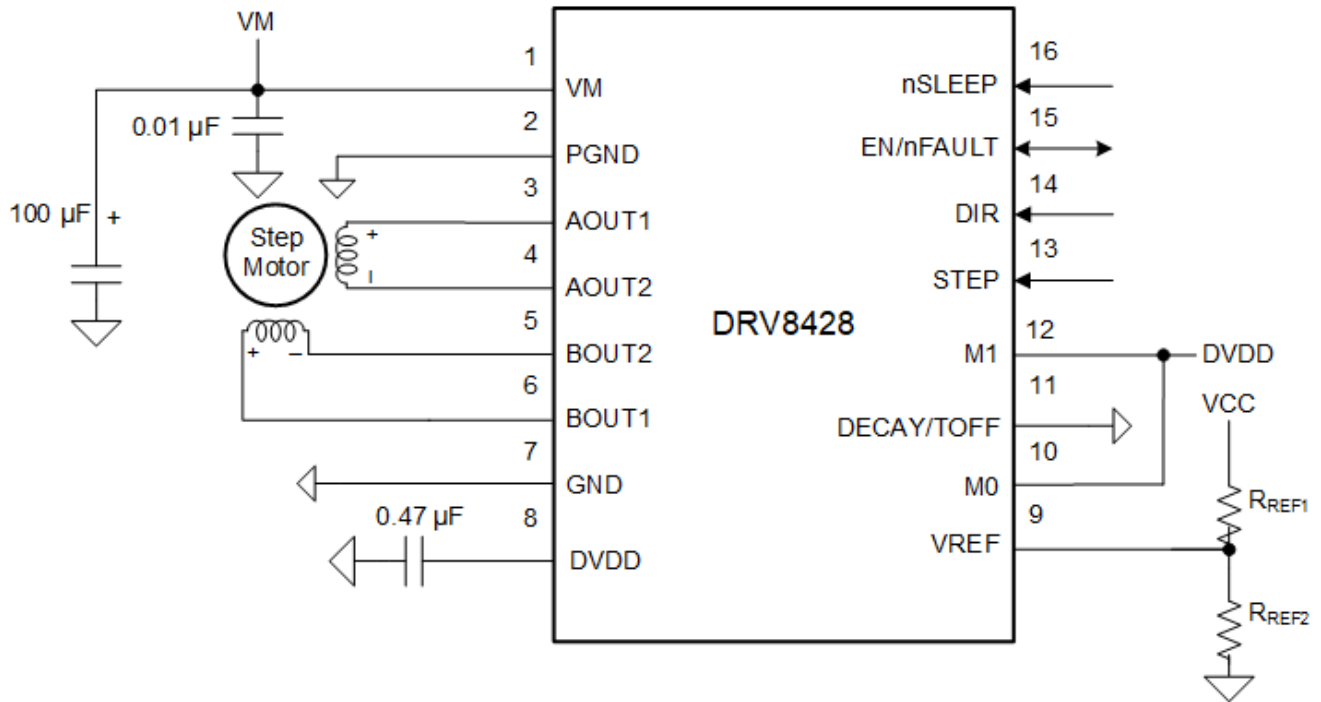 VM
0.01 µF
100 µF +
Step
Motor
+
–
+ –
0.47 µF
1
VM
2
PGND
3
AOUT1
4
AOUT2
5
BOUT2
6
BOUT1
7
GND
8
DVDD
DRV8428
16
nSLEEP
15
EN/nFAULT
14
DIR
13
STEP
12
M1
DVDD
11
DECAY/TOFF
VCC
10
M0
9
VREF
RREF1
RREF2